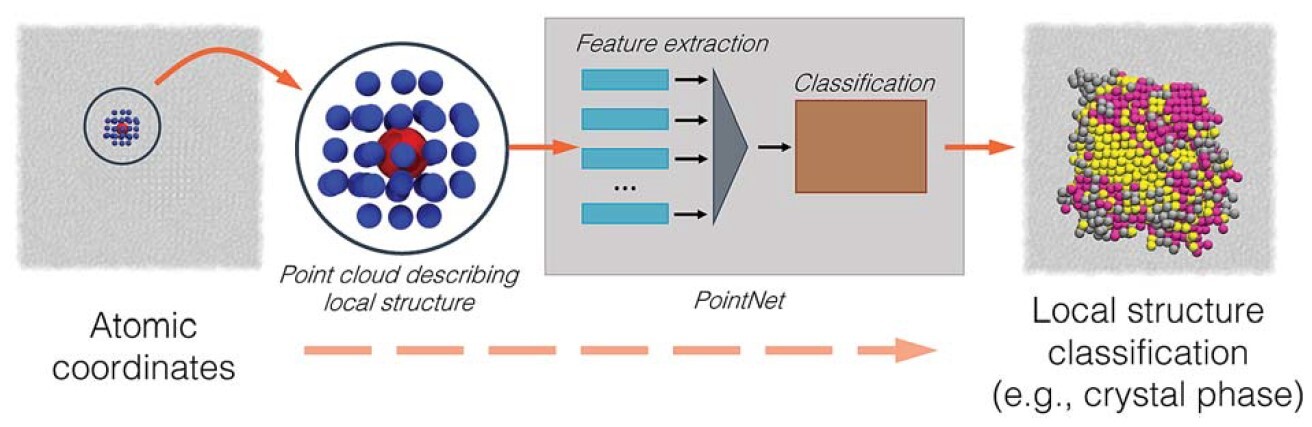 Feature extraction
Classification
...
Point cloud describing
local structure
PointNet
Atomic
coordinates
Local structure
classification
(e.g., crystal phase)